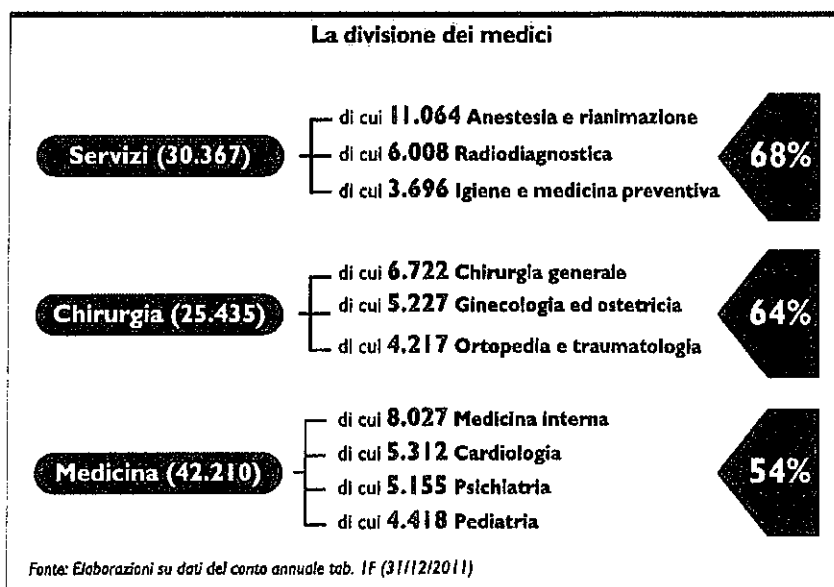 La divisione dei medici
Servizi (30.367)
di cui 11.064 Anestesia e rianimazione
di cui 6.008 Radiodiagnostica
di cui 3.696 Igiene e medicina preventiva
68%
Chirurgia (25.435)
di cui 6.722 Chirurgia generale
di cui 5.227 Ginecologia ed ostetricia
di cui 4.217 Ortopedia e traumatologia
64%
Medicina (42.210)
di cui 8.027 Medicina interna
di cui 5.312 Cardiologia
di cui 5.155 Psichiatria
di cui 4.418 Pediatria
54%
Fonte: Elaborazioni su dati del conto annuale tab. 1F (31/12/2011)